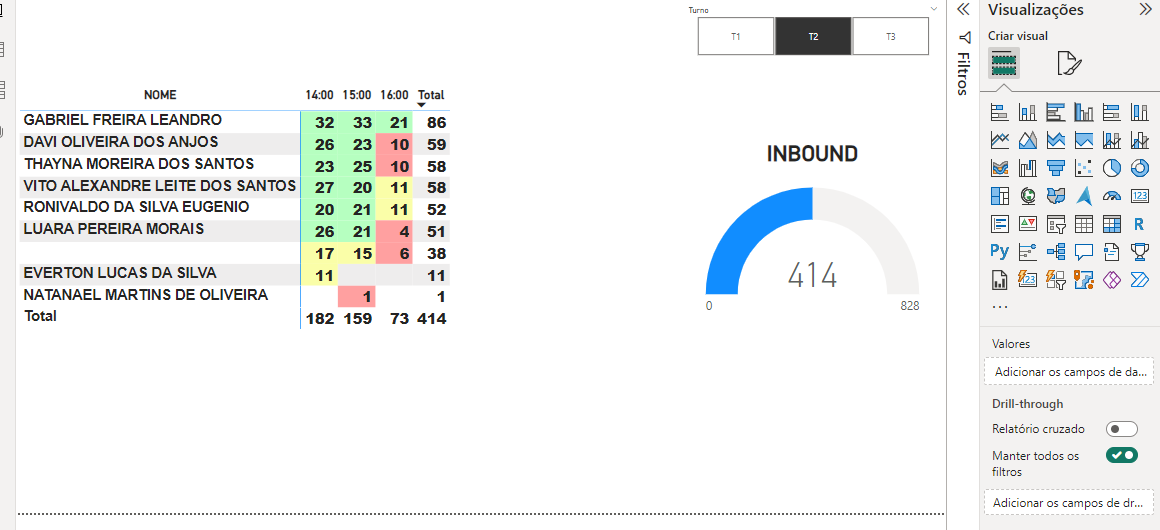 Turno
T1
T2
T3
NOME 14:00 15:00 16:00 Total
GABRIEL FREIRA LEANDRO 32 33 21 86
DAVI OLIVEIRA DOS ANJOS 26 23 10 59
THAYNA MOREIRA DOS SANTOS 23 25 10 58
VITO ALEXANDRE LEITE DOS SANTOS 27 20 11 58
RONIVALDO DA SILVA EUGENIO 20 21 11 52
LUARA PEREIRA MORAIS 26 21 4 51
17 15 6 38
EVERTON LUCAS DA SILVA 11 11
NATANAEL MARTINS DE OLIVEIRA 1 1
Total 182 159 73 414
INBOUND
414
0
828
Filtros
Visualizações
Criar visual
123
R
Py
123
...
Valores
Adicionar os campos de da...
Drill-through
Relatório cruzado
Manter todos os
filtros
Adicionar os campos de dr...